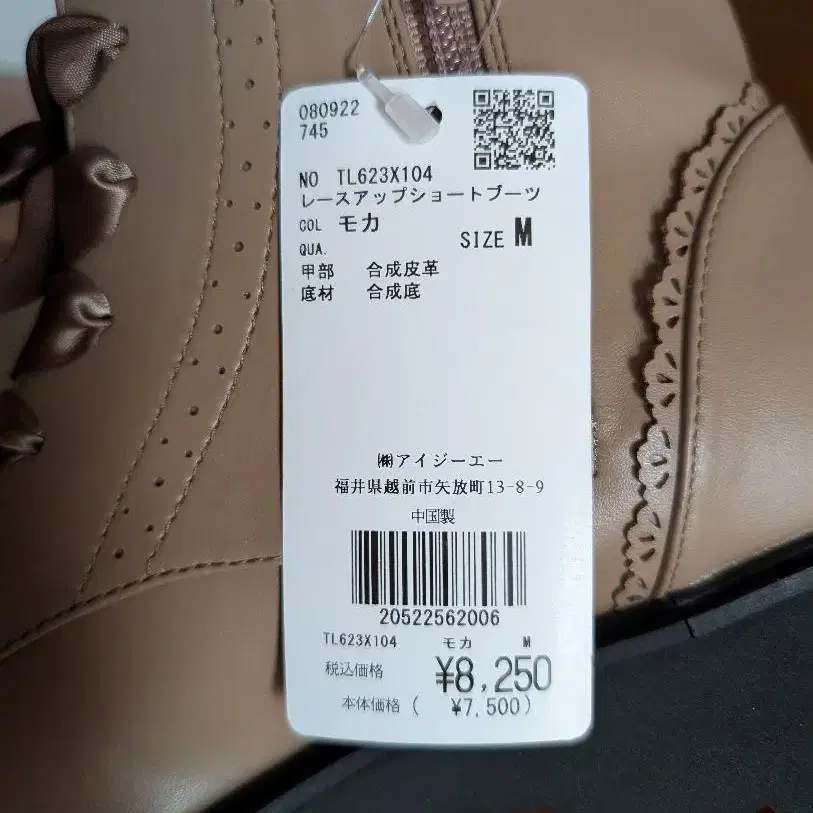 080922
745
NO TL623X104
レースアップショートブーツ
COL モカ
SIZE M
QUA.
甲部 合成皮革
底材 合成底
㈱アイジーエー
福井県越前市矢放町13-8-9
中国製
20522562006
TL623X104 モカ M
税込価格 ¥8,250
本体価格( ¥7,500)